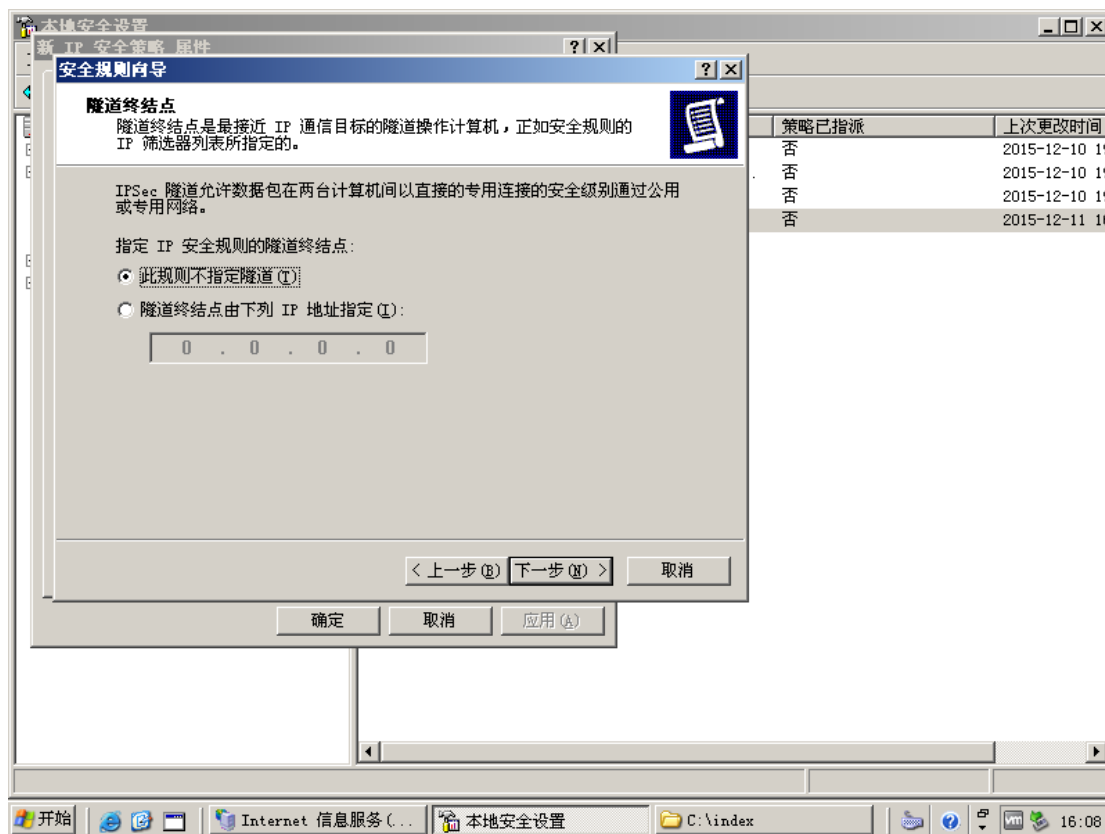 本地安全设置
新 IP 安全策略 属性
安全规则向导
隧道终结点
隧道终结点是最接近 IP 通信目标的隧道操作计算机，正如安全规则的
IP 筛选器列表所指定的。
IPSec 隧道允许数据包在两台计算机间以直接的专用连接的安全级别通过公用
或专用网络。
指定 IP 安全规则的隧道终结点:
此规则不指定隧道(T)
隧道终结点由下列 IP 地址指定(I):
0 . 0 . 0 . 0
< 上一步(B) 下一步(N) > 取消
确定 取消 应用(A)
策略已指派 上次更改时间
否 2015-12-10 19
否 2015-12-10 19
否 2015-12-10 19
否 2015-12-11 16
开始 Internet 信息服务(... 本地安全设置 C:\index 16:08